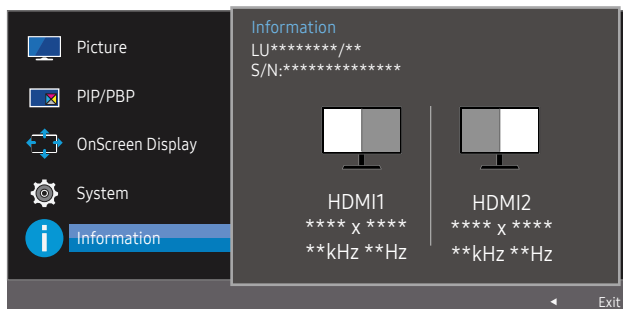 Picture
PIP/PBP
OnScreen Display
System
Information
Information
LU********/**
S/N:**************
HDMI1
**** x ****
**kHz **Hz
HDMI2
**** x ****
**kHz **Hz
Exit